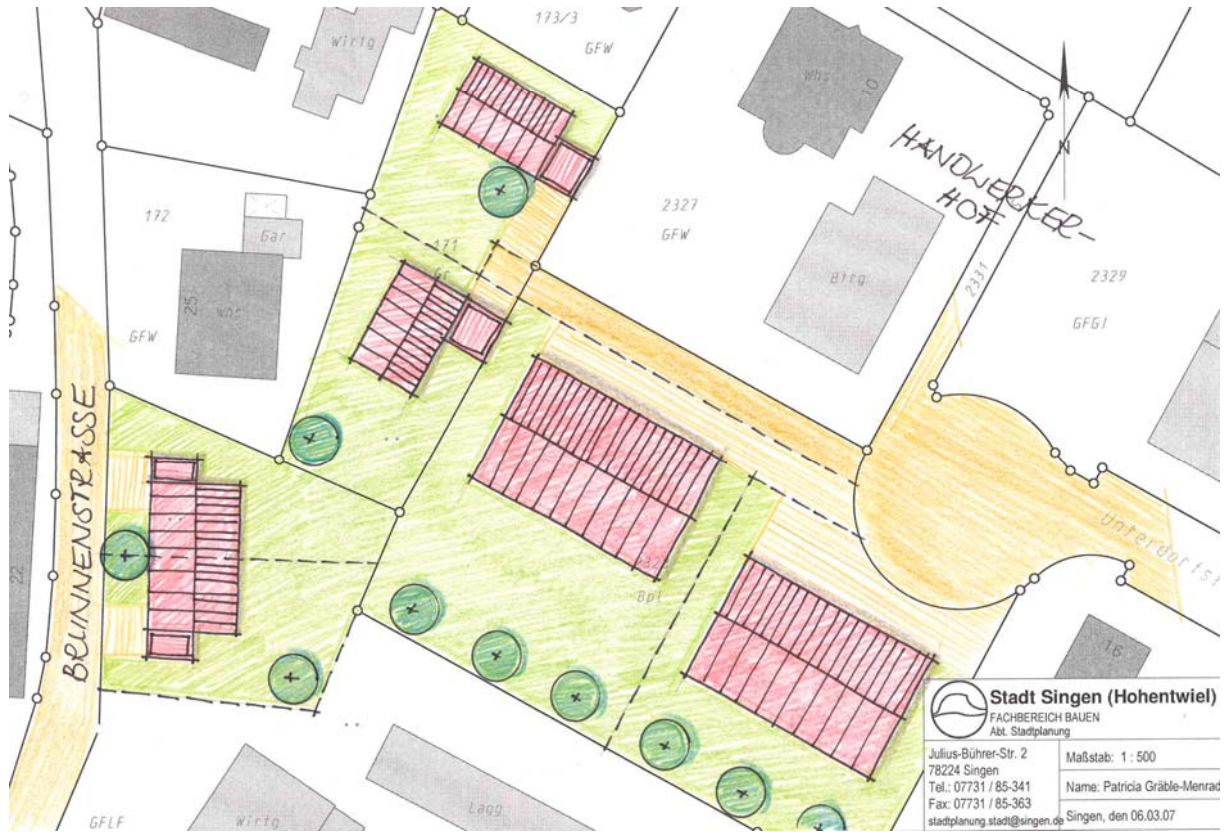 173/3
GFW
Wirtg
Whs
10
HANDWERKER-
HOF
N
172
Gar
171
Gr
2327
GFW
Btrg
2331
2329
GFGI
25
Whs
GFW
BRUNNENSTRASSE
22
Bpl
Unterdorfst
16
GFLF
Wirtg
Lagg
Stadt Singen (Hohentwiel)
FACHBEREICH BAUEN
Abt. Stadtplanung
Julius-Bührer-Str. 2
78224 Singen
Tel.: 07731 / 85-341
Fax: 07731 / 85-363
stadtplanung.stadt@singen.de
Maßstab: 1 : 500
Name: Patricia Gräble-Menrad
Singen, den 06.03.07